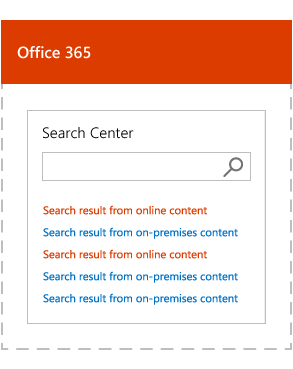 Office 365
Search Center
Search result from online content
Search result from on-premises content
Search result from online content
Search result from on-premises content
Search result from on-premises content